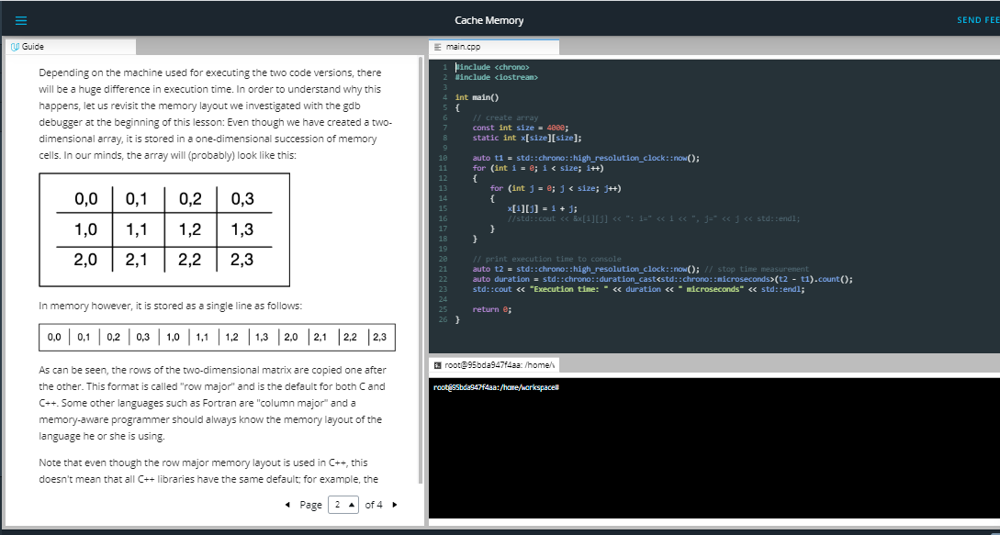 Cache Memory
SEND FEE
Guide
Depending on the machine used for executing the two code versions, there
will be a huge difference in execution time. In order to understand why this
happens, let us revisit the memory layout we investigated with the gdb
debugger at the beginning of this lesson: Even though we have created a two-
dimensional array, it is stored in a one-dimensional succession of memory
cells. In our minds, the array will (probably) look like this:
0,0 0,1 0,2 0,3
1,0 1,1 1,2 1,3
2,0 2,1 2,2 2,3
In memory however, it is stored as a single line as follows:
0,0 0,1 0,2 0,3 1,0 1,1 1,2 1,3 2,0 2,1 2,2 2,3
As can be seen, the rows of the two-dimensional matrix are copied one after
the other. This format is called "row major" and is the default for both C and
C++. Some other languages such as Fortran are "column major" and a
memory-aware programmer should always know the memory layout of the
language he or she is using.
Note that even though the row major memory layout is used in C++, this
doesn't mean that all C++ libraries have the same default; for example, the
Page 2 of 4
main.cpp
1 #include <chrono>
2 #include <iostream>
3
4 int main()
5 {
6 // create array
7 const int size = 4000;
8 static int x[size][size];
9
10 auto t1 = std::chrono::high_resolution_clock::now();
11 for (int i = 0; i < size; i++)
12 {
13 for (int j = 0; j < size; j++)
14 {
15 x[i][j] = i + j;
16 //std::cout << &x[i][j] << ": i=" << i << ", j=" << j << std::endl;
17 }
18 }
19
20 // print execution time to console
21 auto t2 = std::chrono::high_resolution_clock::now(); // stop time measurement
22 auto duration = std::chrono::duration_cast<std::chrono::microseconds>(t2 - t1).count();
23 std::cout << "Execution time: " << duration << " microseconds" << std::endl;
24
25 return 0;
26 }
root@95bda947f4aa: /home/w
root@95bda947f4aa:/home/workspace#